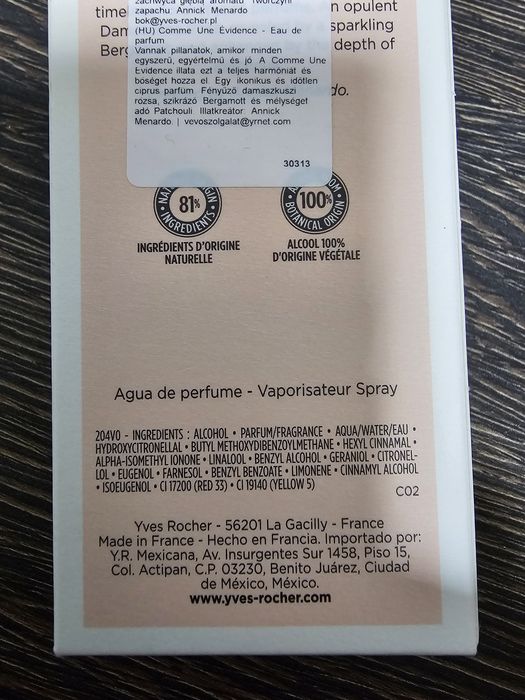 zachwyca głębią aromatu Tworczyni
zapachu Annick Menardo
bok@yves-rocher.pl
(HU) Comme Une Évidence - Eau de
parfum
Vannak pillanatok, amikor minden
egyszerű, egyértelmű és jó. A Comme Une
Évidence illata ezt a teljes harmóniát és
bőséget hozza el. Egy ikonikus és időtlen
ciprus parfüm. Fényűző damaszkuszi
rózsa, szikrázó Bergamott és mélységet
adó Patchouli. Illatkreátor: Annick
Menardo. | vevoszolgalat@yrnet.com
30313
time
n opulent
Dam
sparkling
Berg
depth of
do.
81%
INGREDIENTS
100%
BOTANICAL ORIGIN
INGRÉDIENTS D'ORIGINE
NATURELLE
ALCOOL 100%
D'ORIGINE VÉGÉTALE
Agua de perfume - Vaporisateur Spray
204VO - INGREDIENTS : ALCOHOL • PARFUM/FRAGRANCE • AQUA/WATER/EAU •
HYDROXYCITRONELLAL • BUTYL METHOXYDIBENZOYLMETHANE • HEXYL CINNAMAL •
ALPHA-ISOMETHYL IONONE • LINALOOL • BENZYL ALCOHOL • GERANIOL • CITRONEL-
LOL • EUGENOL • FARNESOL • BENZYL BENZOATE • LIMONENE • CINNAMYL ALCOHOL
• ISOEUGENOL • CI 17200 (RED 33) • CI 19140 (YELLOW 5)
C02
Yves Rocher - 56201 La Gacilly - France
Made in France - Hecho en Francia. Importado por:
Y.R. Mexicana, Av. Insurgentes Sur 1458, Piso 15,
Col. Actipan, C.P. 03230, Benito Juárez, Ciudad
de México, México.
www.yves-rocher.com